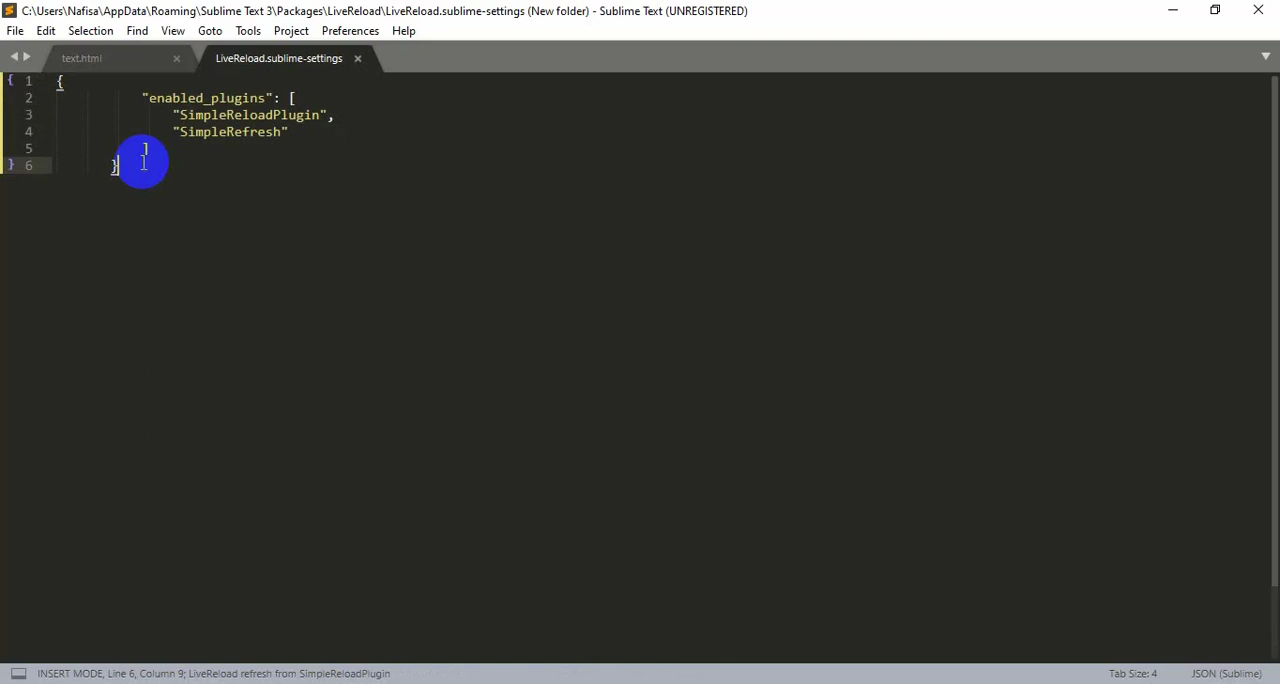 C:\Users\Nafisa\AppData\Roaming\Sublime Text 3\Packages\LiveReload\LiveReload.sublime-settings (New folder) - Sublime Text (UNREGISTERED)
File Edit Selection Find View Goto Tools Project Preferences Help
text.html LiveReload.sublime-settings
{ 1 {
2 "enabled_plugins": [
3 "SimpleReloadPlugin",
4 "SimpleRefresh"
5 ]
} 6 }
INSERT MODE, Line 6, Column 9; LiveReload refresh from SimpleReloadPlugin Tab Size: 4 JSON (Sublime)